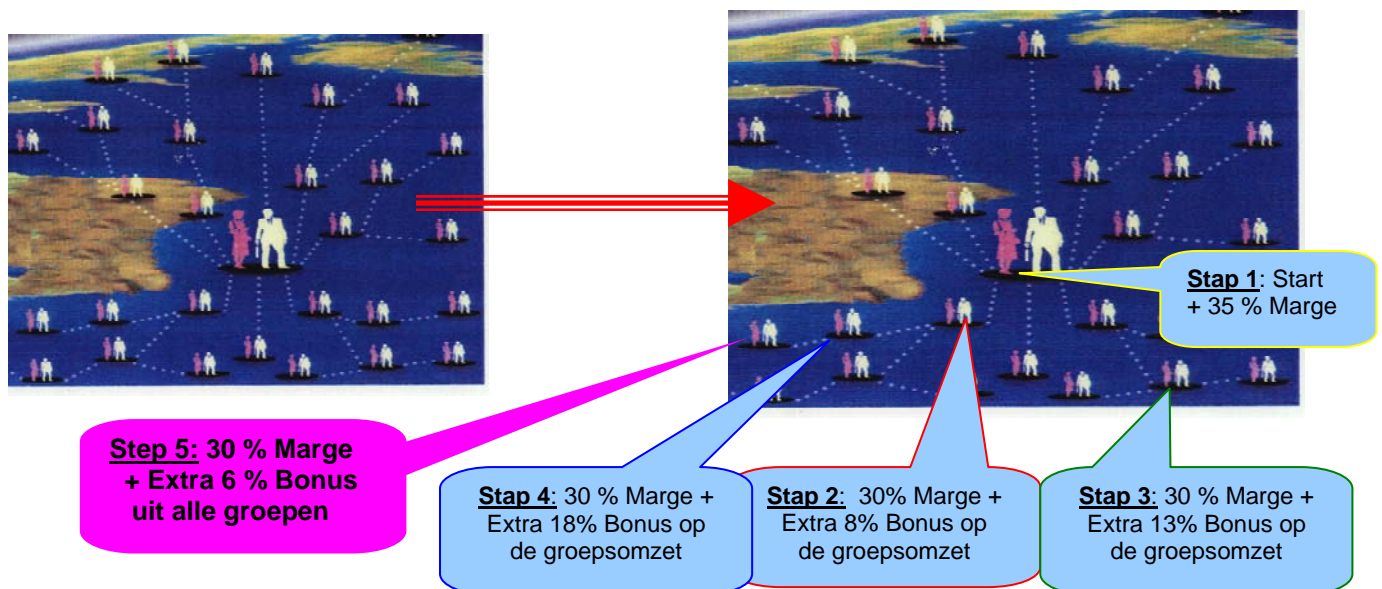 Stap 1: Start
+ 35 % Marge
Step 5: 30 % Marge
+ Extra 6 % Bonus
uit alle groepen
Stap 4: 30 % Marge +
Extra 18% Bonus op
de groepsomzet
Stap 2: 30% Marge +
Extra 8% Bonus op
de groepsomzet
Stap 3: 30 % Marge +
Extra 13% Bonus op
de groepsomzet